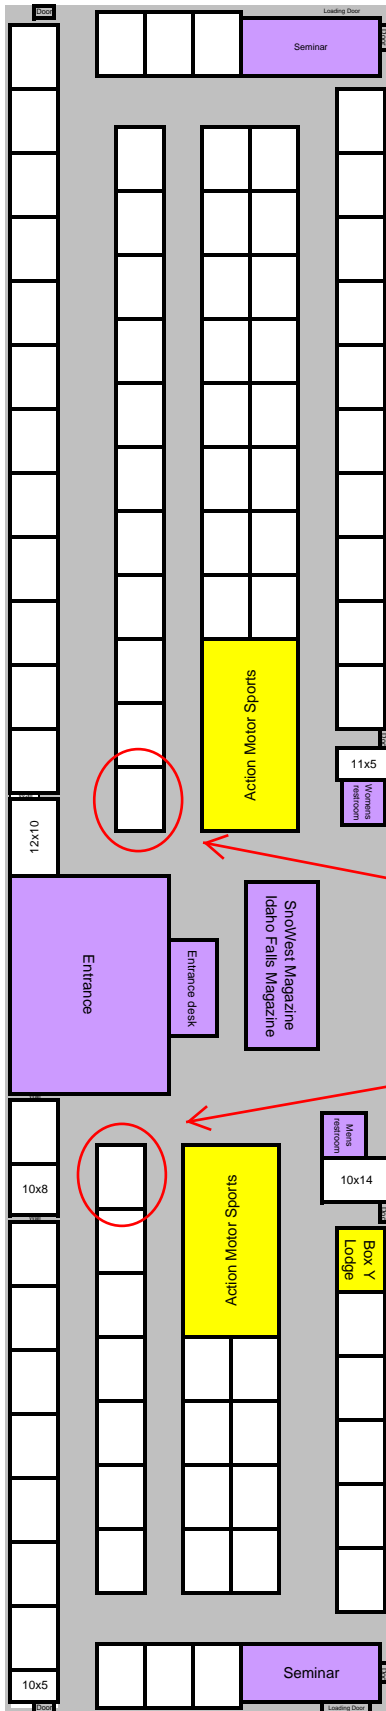 Door
Loading Door
Seminar
Action Motor Sports
11x5
Womens
restroom
12x10
SnoWest Magazine
Idaho Falls Magazine
Entrance
Entrance desk
Mens
restroom
10x14
10x8
Action Motor Sports
Box Y
Lodge
Seminar
10x5
Door
Loading Door